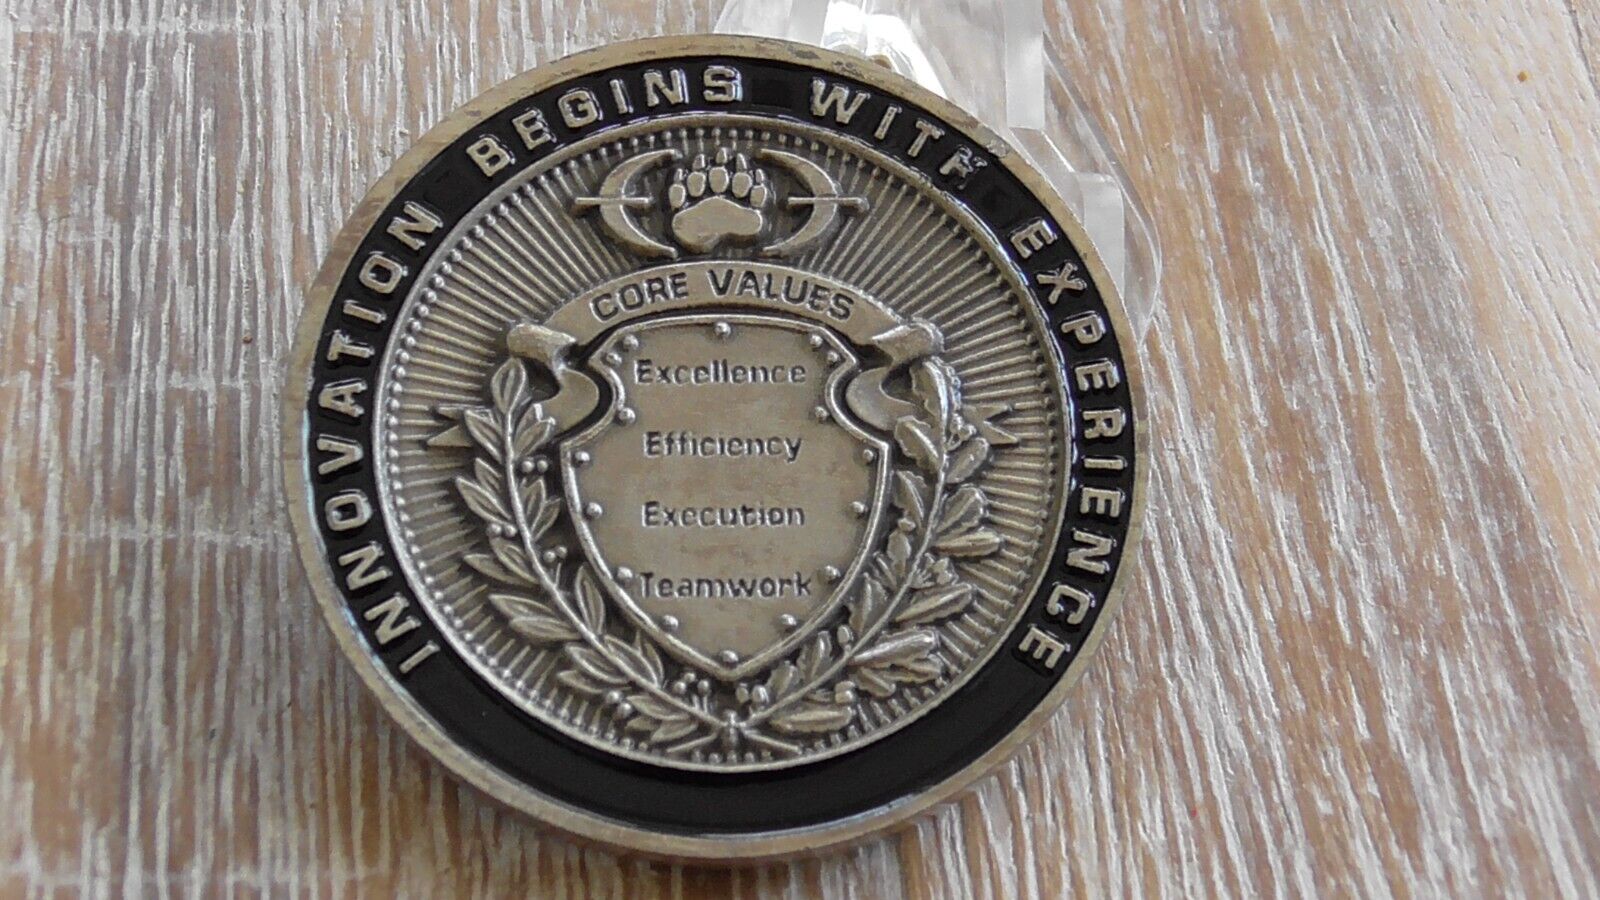 INNOVATION BEGINS WITH EXPERIENCE
CORE VALUES
Excellence
Efficiency
Execution
Teamwork